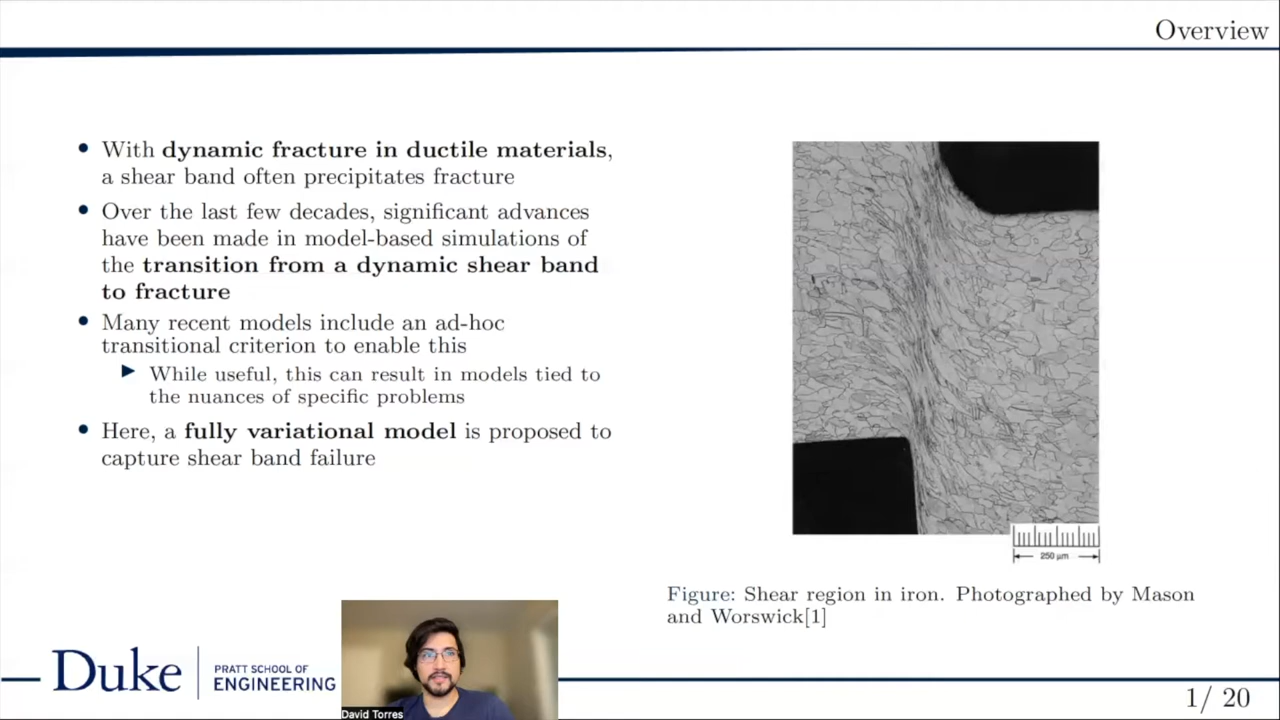 Overview
• With dynamic fracture in ductile materials,
a shear band often precipitates fracture
• Over the last few decades, significant advances
have been made in model-based simulations of
the transition from a dynamic shear band
to fracture
• Many recent models include an ad-hoc
transitional criterion to enable this
▶ While useful, this can result in models tied to
the nuances of specific problems
• Here, a fully variational model is proposed to
capture shear band failure
250 μm
Figure: Shear region in iron. Photographed by Mason
and Worswick[1]
Duke
PRATT SCHOOL OF
ENGINEERING
David Torres
1/ 20